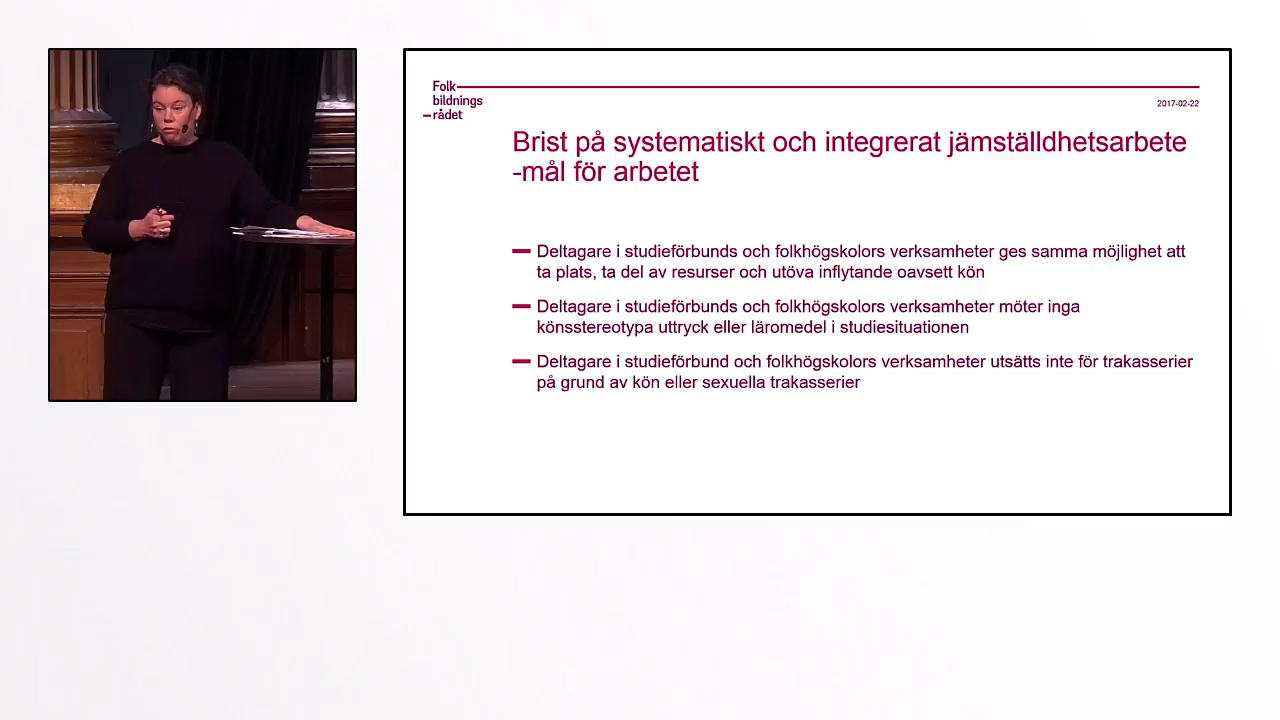 Folk
bildnings
rådet
2017-02-22
Brist på systematiskt och integrerat jämställdhetsarbete
-mål för arbetet
Deltagare i studieförbunds och folkhögskolors verksamheter ges samma möjlighet att
ta plats, ta del av resurser och utöva inflytande oavsett kön
Deltagare i studieförbunds och folkhögskolors verksamheter möter inga
könsstereotypa uttryck eller läromedel i studiesituationen
Deltagare i studieförbund och folkhögskolors verksamheter utsätts inte för trakasserier
på grund av kön eller sexuella trakasserier